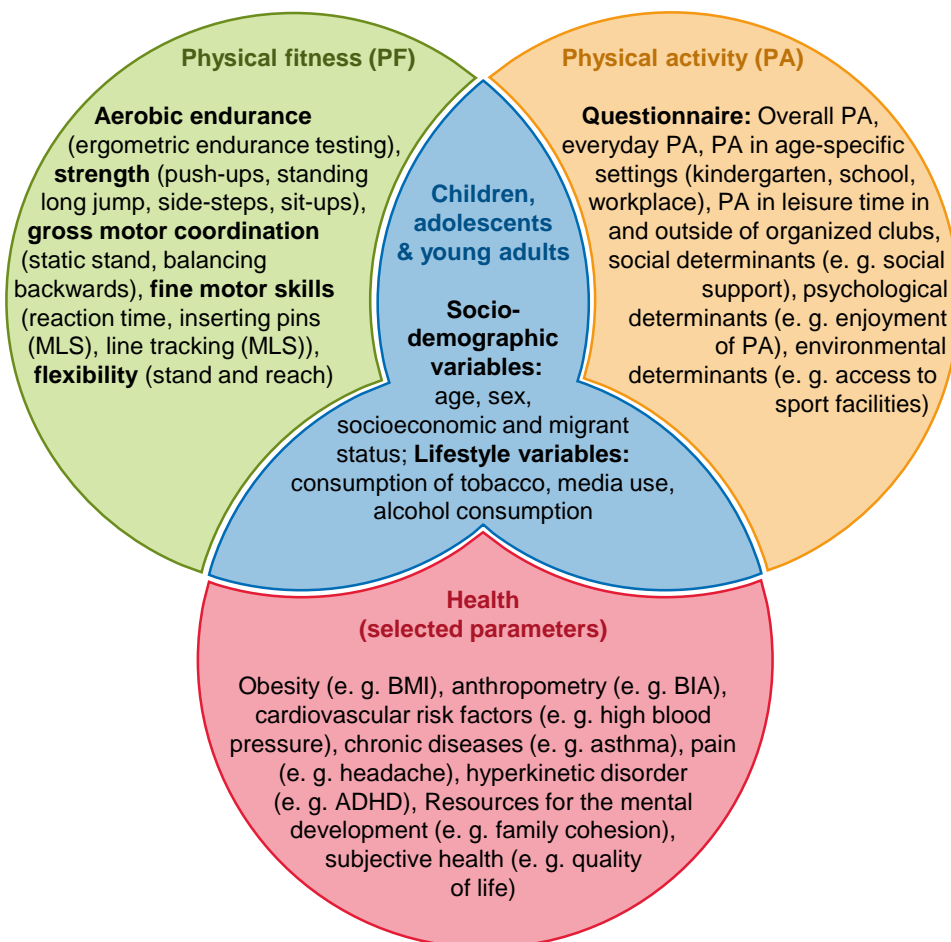 Physical fitness (PF)
Aerobic endurance
(ergometric endurance testing),
strength (push-ups, standing
long jump, side-steps, sit-ups),
gross motor coordination
(static stand, balancing
backwards), fine motor skills
(reaction time, inserting pins
(MLS), line tracking (MLS)),
flexibility (stand and reach)
Physical activity (PA)
Questionnaire: Overall PA,
everyday PA, PA in age-specific
settings (kindergarten, school,
workplace), PA in leisure time in
and outside of organized clubs,
social determinants (e. g. social
support), psychological
determinants (e. g. enjoyment
of PA), environmental
determinants (e. g. access to
sport facilities)
Children,
adolescents
& young adults
Socio-
demographic
variables:
age, sex,
socioeconomic and migrant
status; Lifestyle variables:
consumption of tobacco, media use,
alcohol consumption
Health
(selected parameters)
Obesity (e. g. BMI), anthropometry (e. g. BIA),
cardiovascular risk factors (e. g. high blood
pressure), chronic diseases (e. g. asthma), pain
(e. g. headache), hyperkinetic disorder
(e. g. ADHD), Resources for the mental
development (e. g. family cohesion),
subjective health (e. g. quality
of life)